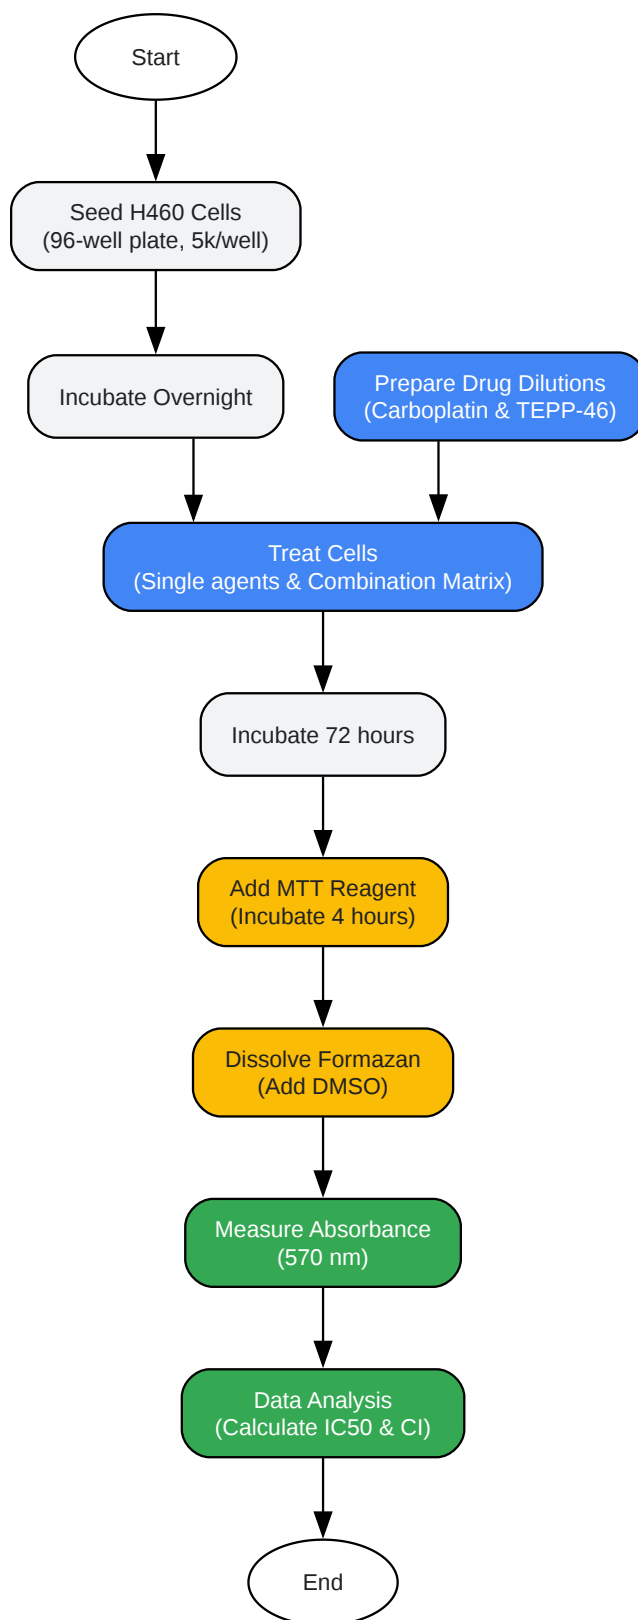 Start
Seed H460 Cells
(96-well plate, 5k/well)
Incubate Overnight
Prepare Drug Dilutions
(Carboplatin & TEPP-46)
Treat Cells
(Single agents & Combination Matrix)
Incubate 72 hours
Add MTT Reagent
(Incubate 4 hours)
Dissolve Formazan
(Add DMSO)
Measure Absorbance
(570 nm)
Data Analysis
(Calculate IC50 & CI)
End